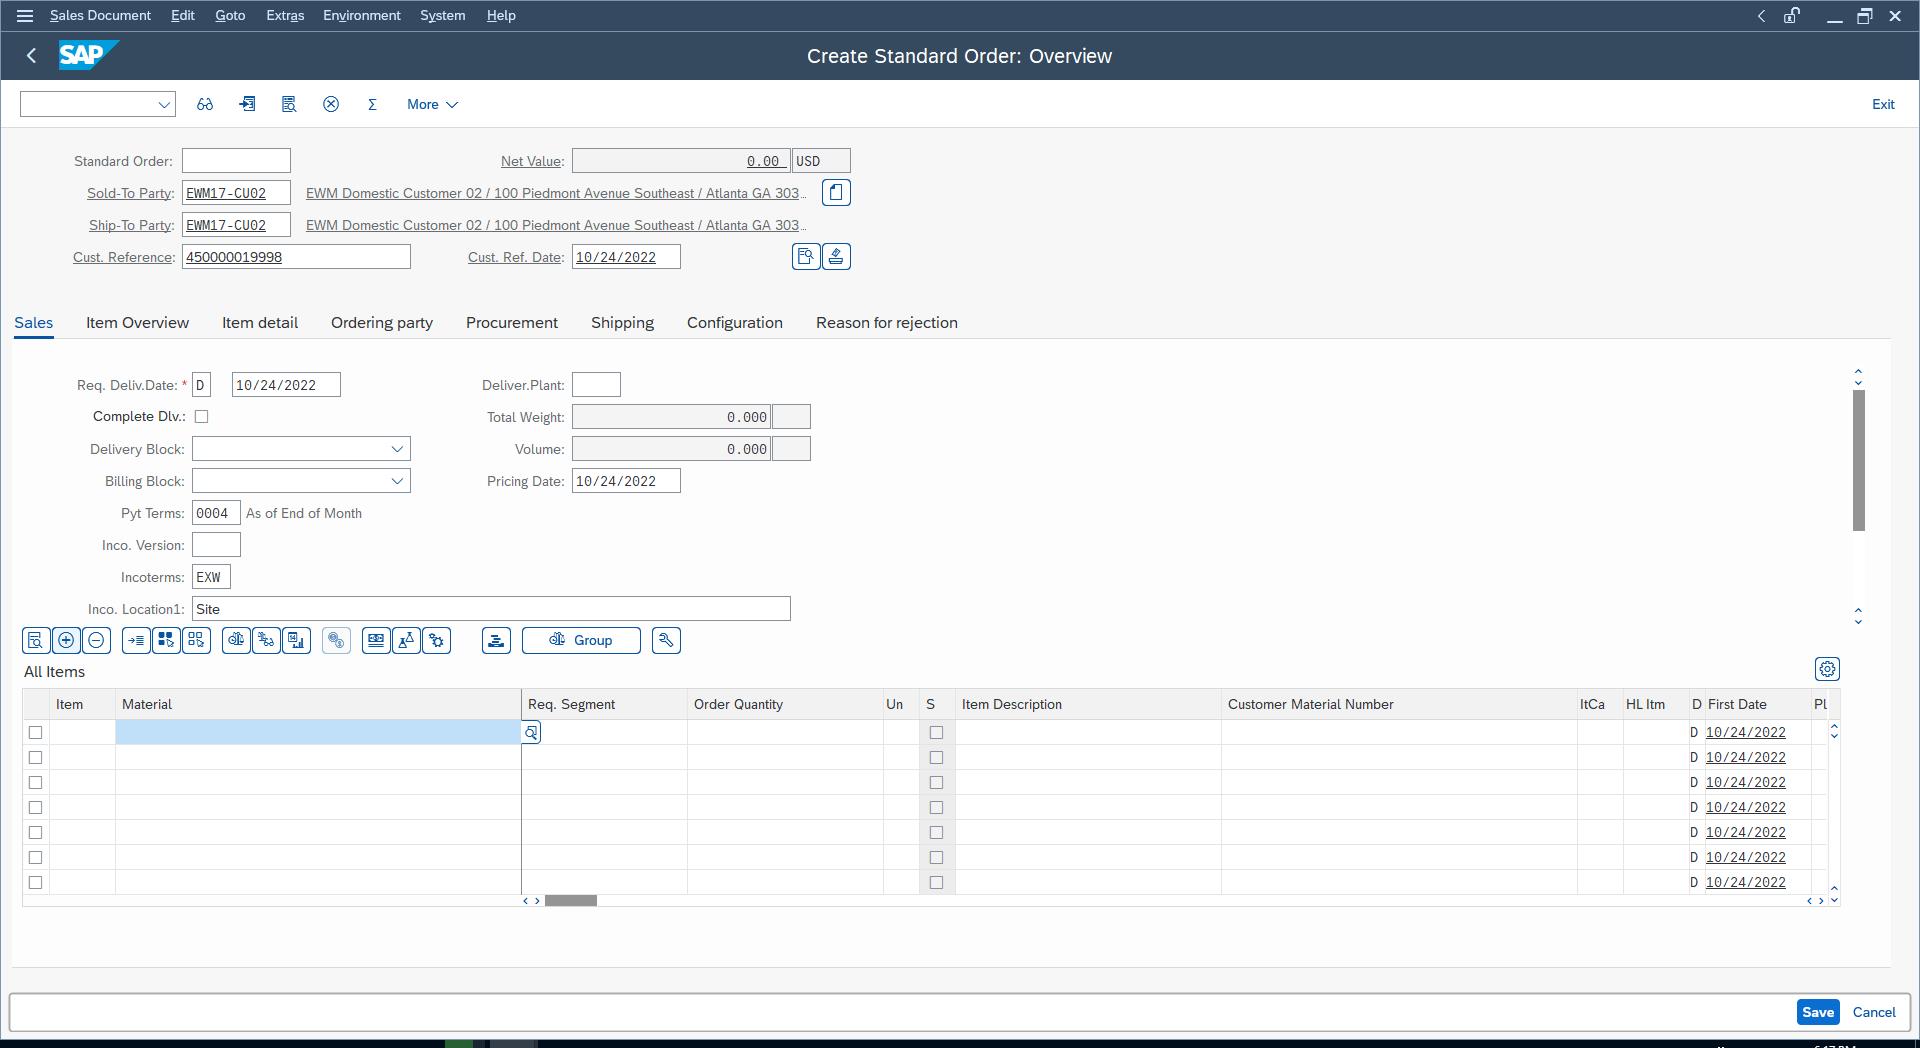 Sales Document Edit Goto Extras Environment System Help
SAP Create Standard Order: Overview
More Exit
Standard Order: Net Value: 0.00 USD
Sold-To Party: EWM17-CU02 EWM Domestic Customer 02 / 100 Piedmont Avenue Southeast / Atlanta GA 303...
Ship-To Party: EWM17-CU02 EWM Domestic Customer 02 / 100 Piedmont Avenue Southeast / Atlanta GA 303...
Cust. Reference: 450000019998 Cust. Ref. Date: 10/24/2022
Sales Item Overview Item detail Ordering party Procurement Shipping Configuration Reason for rejection
Req. Deliv.Date: * D 10/24/2022 Deliver.Plant:
Complete Dlv.: Total Weight: 0.000
Delivery Block: Volume: 0.000
Billing Block: Pricing Date: 10/24/2022
Pyt Terms: 0004 As of End of Month
Inco. Version:
Incoterms: EXW
Inco. Location1: Site
Group
All Items
Item Material Req. Segment Order Quantity Un S Item Description Customer Material Number ItCa HL Itm D First Date Pl
D 10/24/2022
D 10/24/2022
D 10/24/2022
D 10/24/2022
D 10/24/2022
D 10/24/2022
D 10/24/2022
Save Cancel